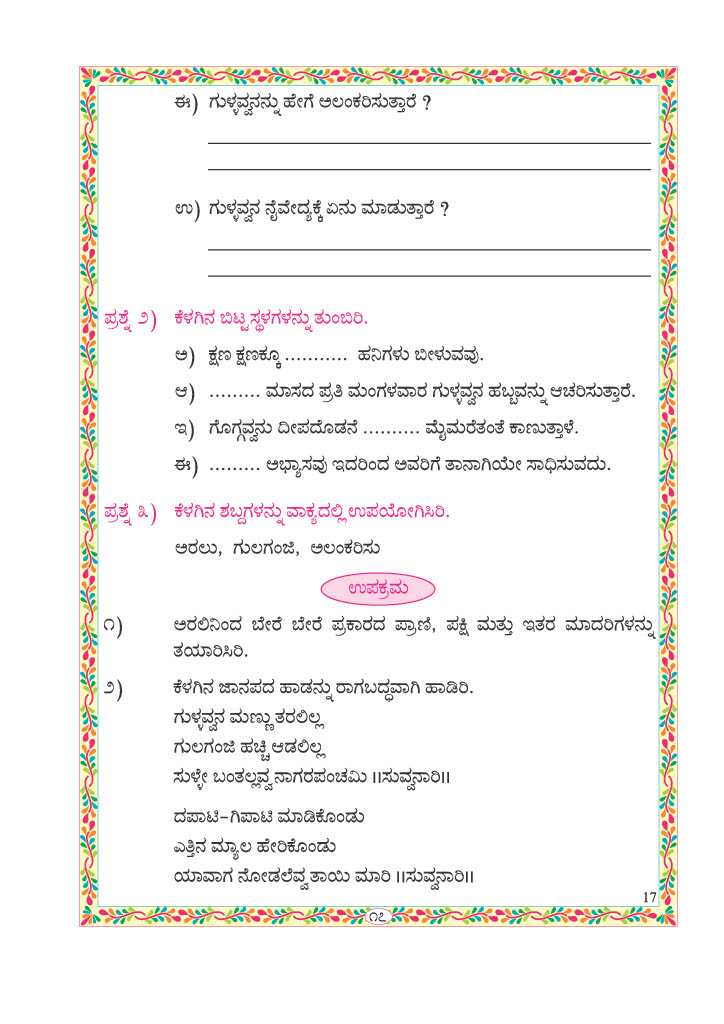 ಈ) ಗುಳ್ಳವ್ವನನ್ನು ಹೇಗೆ ಅಲಂಕರಿಸುತ್ತಾರೆ ?
ಉ) ಗುಳ್ಳವ್ವನ ನೈವೇದ್ಯಕ್ಕೆ ಏನು ಮಾಡುತ್ತಾರೆ ?
ಪ್ರಶ್ನೆ ೨) ಕೆಳಗಿನ ಬಿಟ್ಟ ಸ್ಥಳಗಳನ್ನು ತುಂಬಿರಿ.
ಅ) ಕ್ಷಣ ಕ್ಷಣಕ್ಕೂ ........... ಹನಿಗಳು ಬೀಳುವವು.
ಆ) ......... ಮಾಸದ ಪ್ರತಿ ಮಂಗಳವಾರ ಗುಳ್ಳವ್ವನ ಹಬ್ಬವನ್ನು ಆಚರಿಸುತ್ತಾರೆ.
ಇ) ಗೊಗ್ಗವ್ವನು ದೀಪದೊಡನೆ .......... ಮೈಮರೆತಂತೆ ಕಾಣುತ್ತಾಳೆ.
ಈ) ......... ಅಭ್ಯಾಸವು ಇದರಿಂದ ಅವರಿಗೆ ತಾನಾಗಿಯೇ ಸಾಧಿಸುವದು.
ಪ್ರಶ್ನೆ ೩) ಕೆಳಗಿನ ಶಬ್ದಗಳನ್ನು ವಾಕ್ಯದಲ್ಲಿ ಉಪಯೋಗಿಸಿರಿ.
ಅರಲು, ಗುಲಗಂಜಿ, ಅಲಂಕರಿಸು
ಉಪಕ್ರಮ
೧) ಅರಲಿನಿಂದ ಬೇರೆ ಬೇರೆ ಪ್ರಕಾರದ ಪ್ರಾಣಿ, ಪಕ್ಷಿ ಮತ್ತು ಇತರ ಮಾದರಿಗಳನ್ನು
ತಯಾರಿಸಿರಿ.
೨) ಕೆಳಗಿನ ಜಾನಪದ ಹಾಡನ್ನು ರಾಗಬದ್ಧವಾಗಿ ಹಾಡಿರಿ.
ಗುಳ್ಳವ್ವನ ಮಣ್ಣು ತರಲಿಲ್ಲ
ಗುಲಗಂಜಿ ಹಚ್ಚಿ ಆಡಲಿಲ್ಲ
ಸುಳ್ಳೇ ಬಂತಲ್ಲವ್ವ ನಾಗರಪಂಚಮಿ ॥ಸುವ್ವನಾರಿ॥
ದಪಾಟಿ-ಗಿಪಾಟಿ ಮಾಡಿಕೊಂಡು
ಎತ್ತಿನ ಮ್ಯಾಲ ಹೇರಿಕೊಂಡು
ಯಾವಾಗ ನೋಡಲೆವ್ವ ತಾಯಿ ಮಾರಿ ॥ಸುವ್ವನಾರಿ॥
17
೧೭